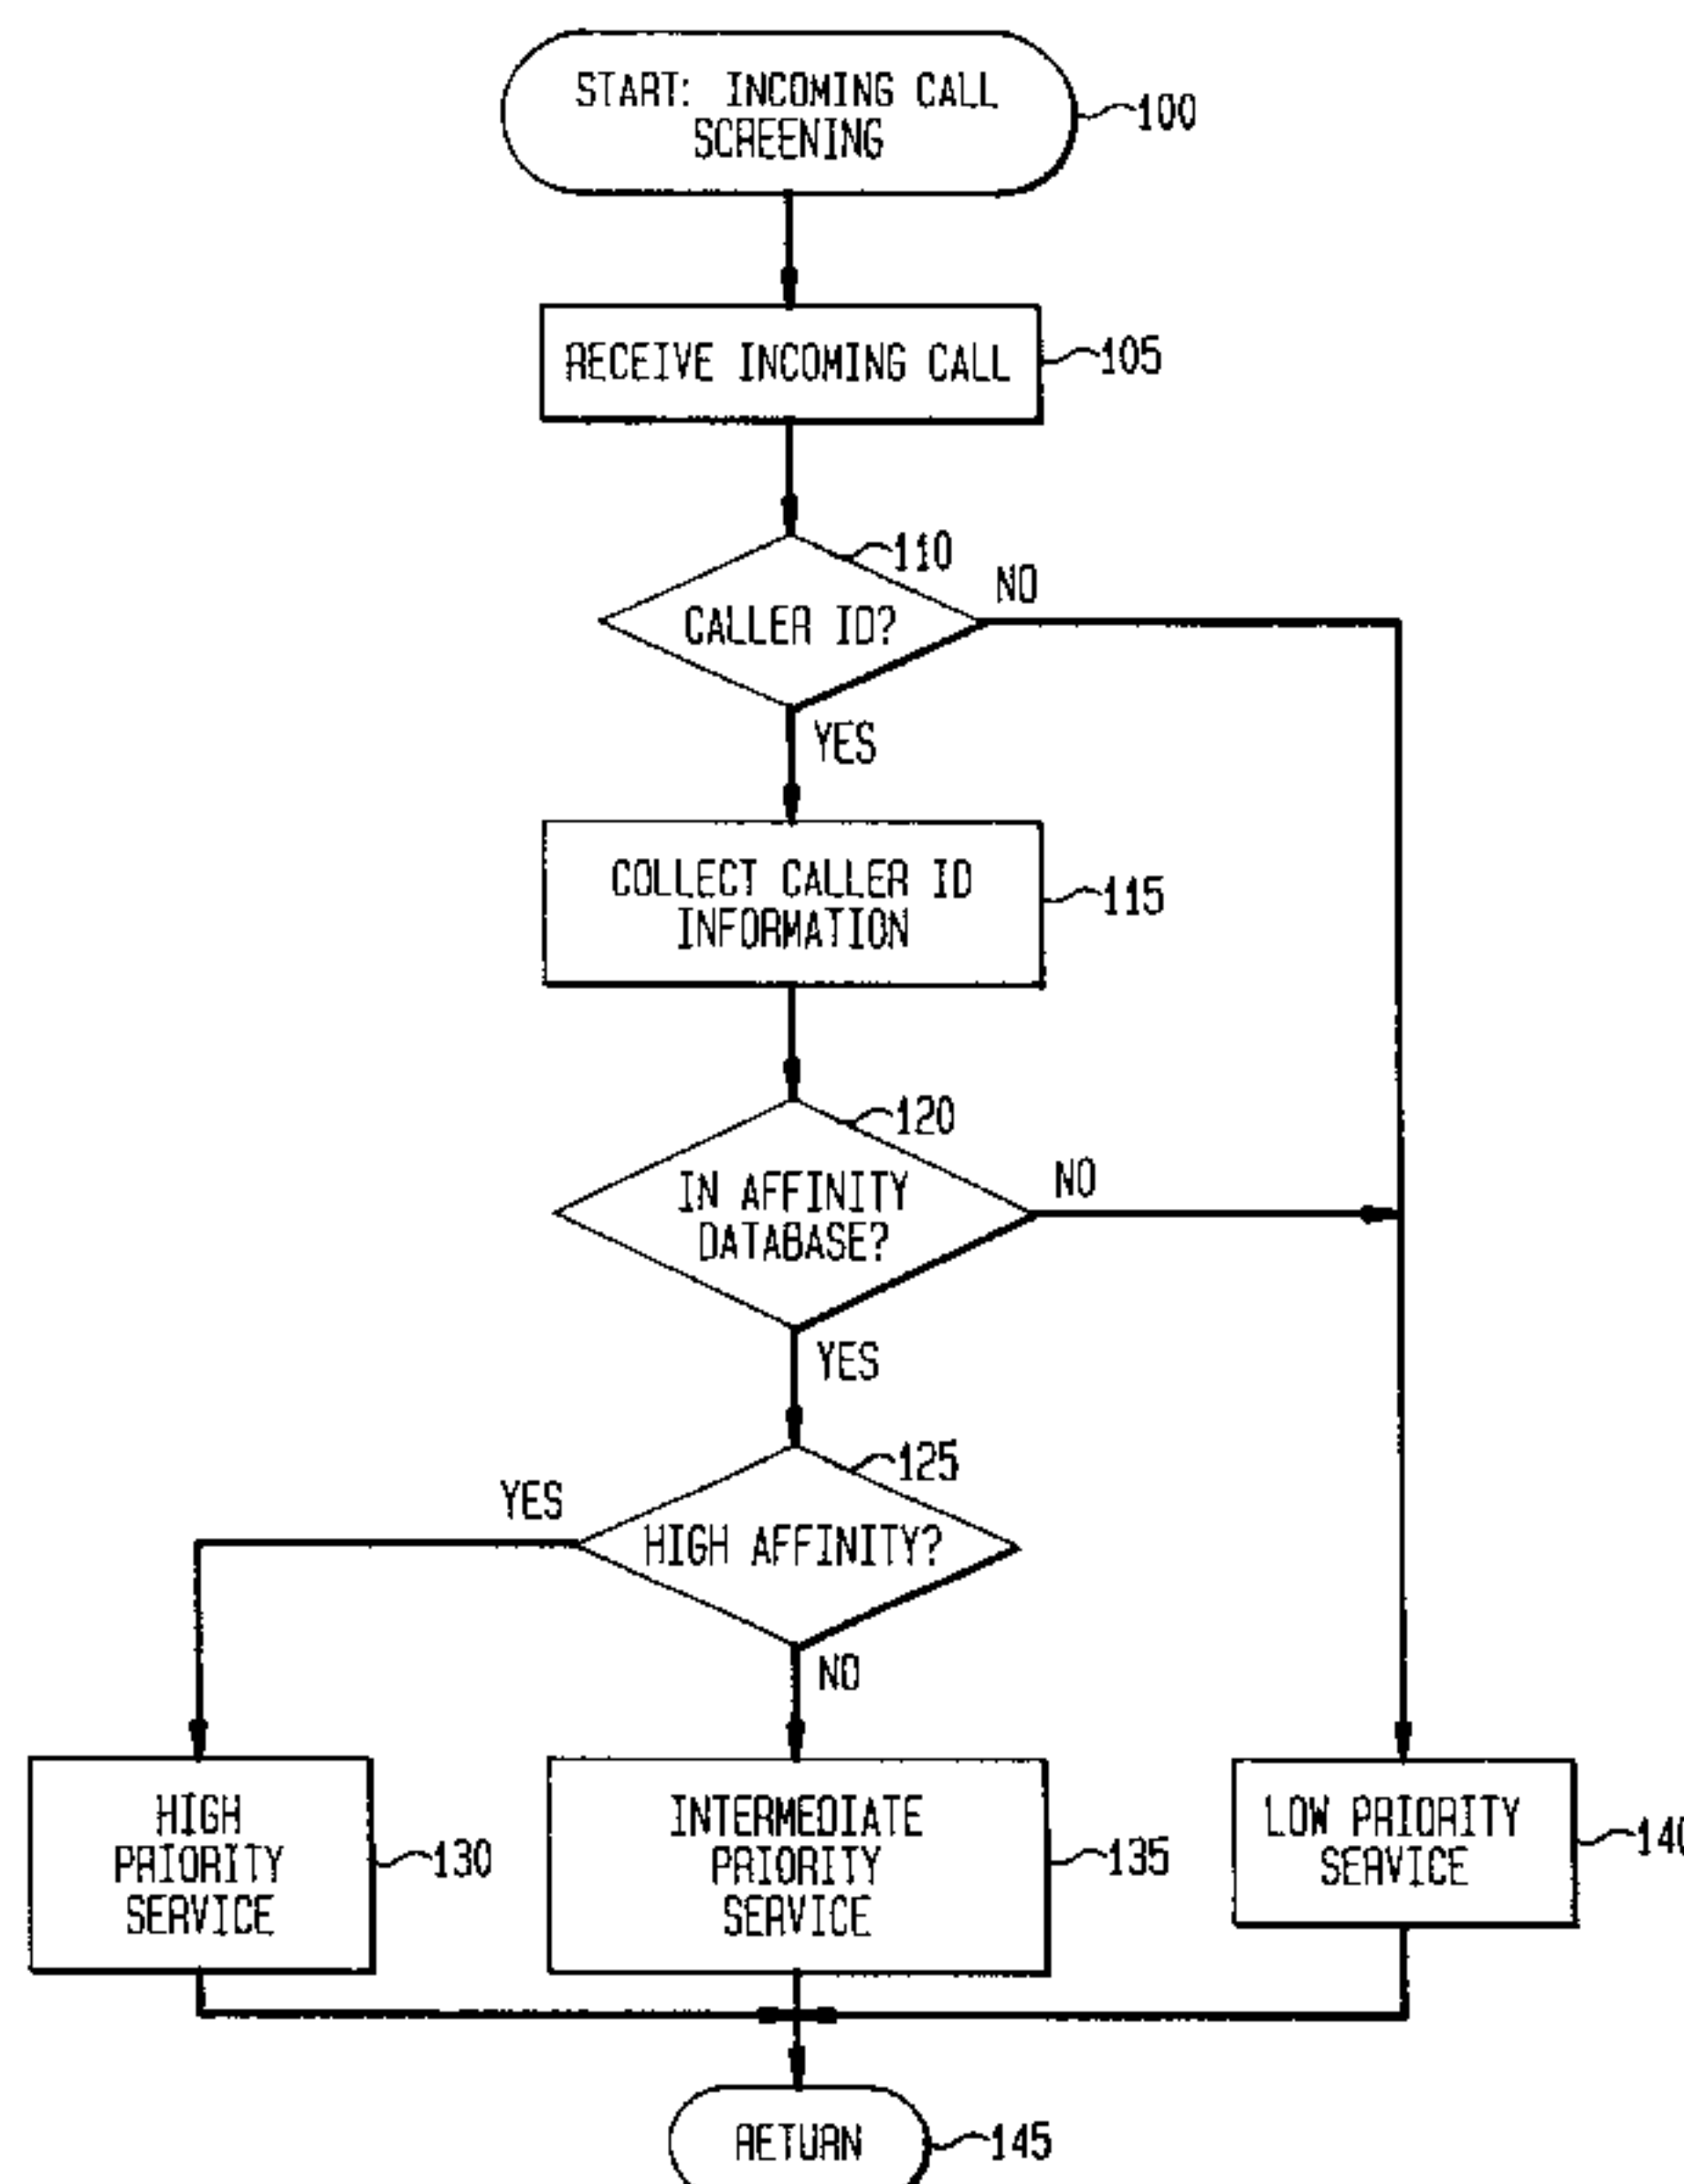 START: INCOMING CALL
SCREENING
100
RECEIVE INCOMING CALL
105
110
CALLER ID?
NO
YES
COLLECT CALLER ID
INFORMATION
115
120
IN AFFINITY
DATABASE?
NO
YES
125
YES
HIGH AFFINITY?
NO
HIGH
PRIORITY
SERVICE
130
INTERMEDIATE
PRIORITY
SERVICE
135
LOW PRIORITY
SERVICE
140
RETURN
145